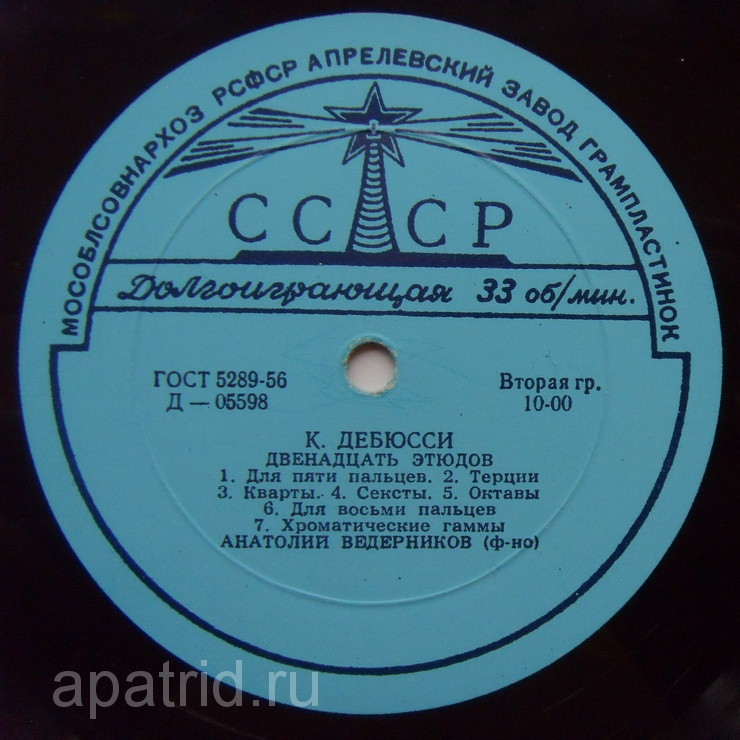 МОСОБЛСОВНАРХОЗ РСФСР АПРЕЛЕВСКИЙ ЗАВОД ГРАМПЛАСТИНОК
СССР
Долгоиграющая 33 об/мин.
ГОСТ 5289-56
Д — 05598
Вторая гр.
10-00
К. ДЕБЮССИ
ДВЕНАДЦАТЬ ЭТЮДОВ
1. Для пяти пальцев. 2. Терции
3. Кварты. 4. Сексты. 5. Октавы
6. Для восьми пальцев
7. Хроматические гаммы
АНАТОЛИЙ ВЕДЕРНИКОВ (ф-но)
apatrid.ru